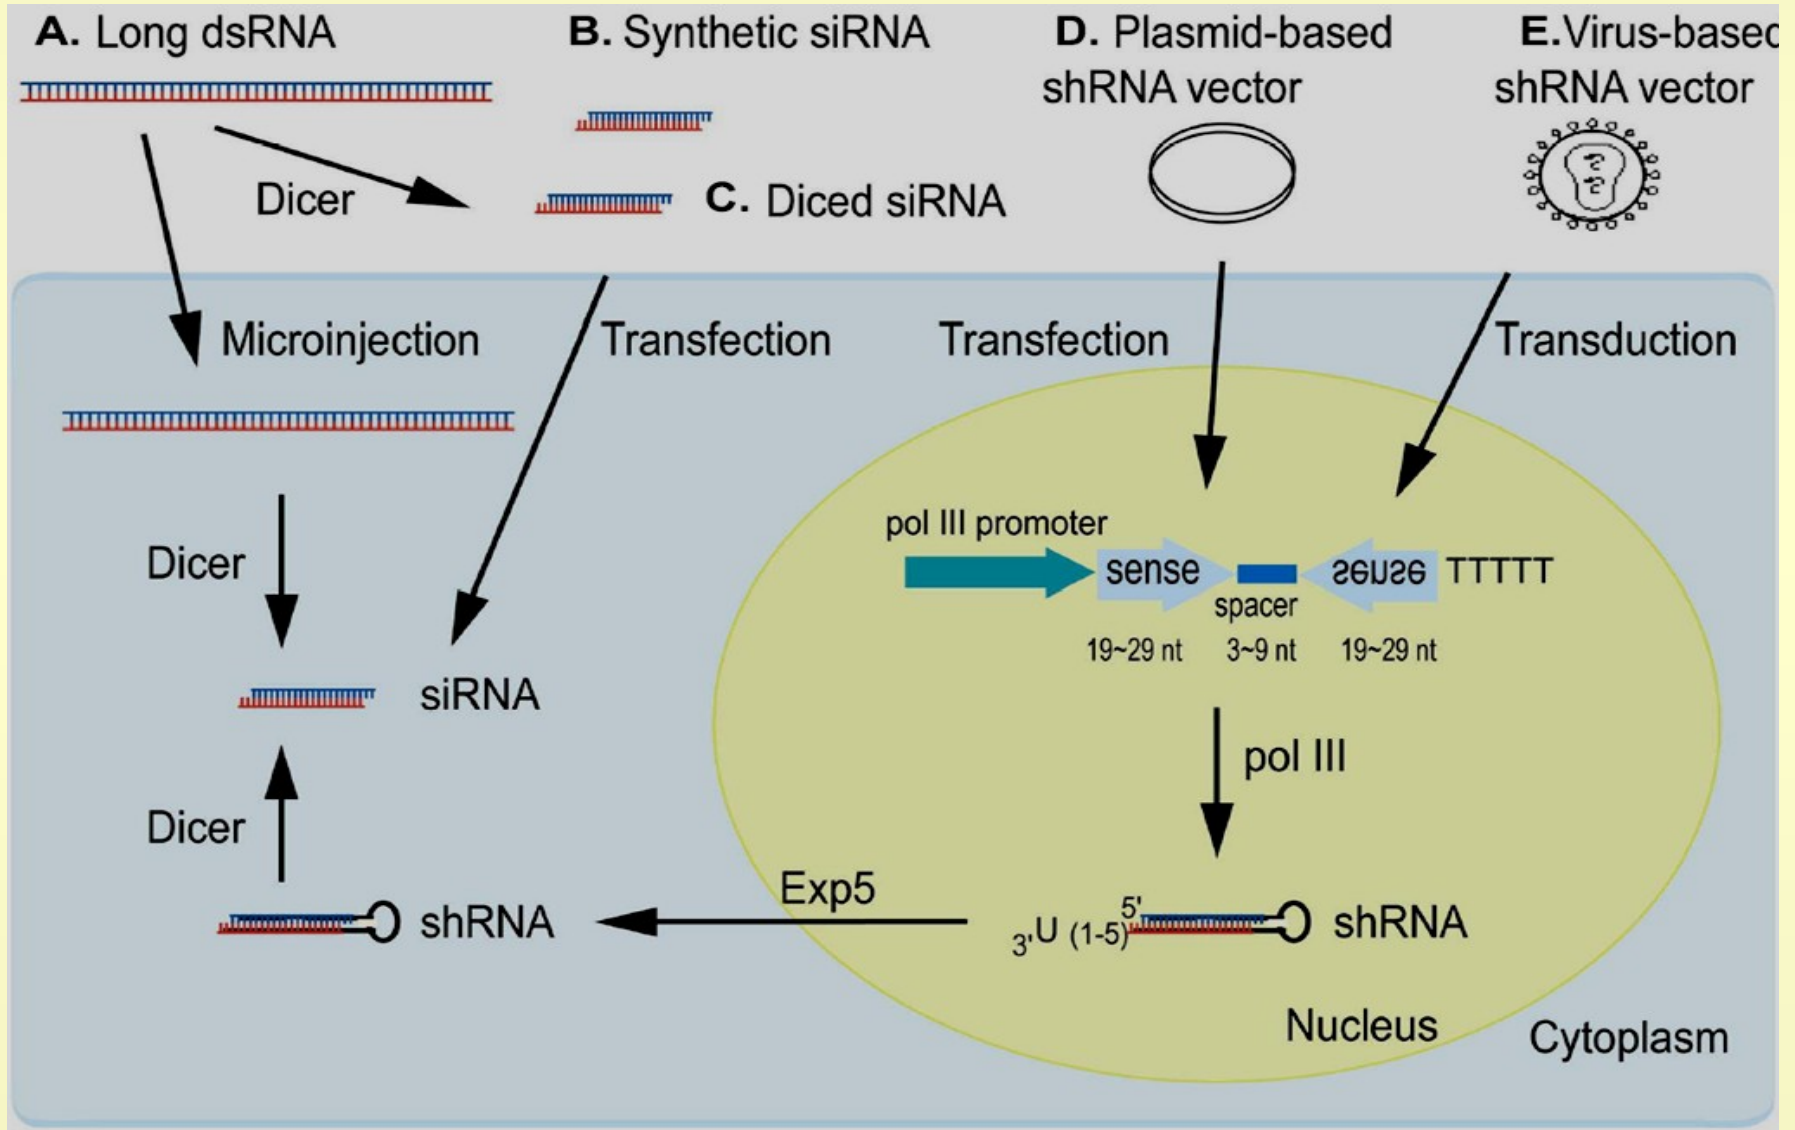 A. Long dsRNA
B. Synthetic siRNA
D. Plasmid-based
shRNA vector
E.Virus-based
shRNA vector
Dicer
C. Diced siRNA
Microinjection
Transfection
Transfection
Transduction
pol III promoter
Dicer
sense
sense
TTTTT
spacer
19~29 nt
3~9 nt
19~29 nt
siRNA
pol III
Dicer
Exp5
shRNA
5'
3'U (1-5)
shRNA
Nucleus
Cytoplasm